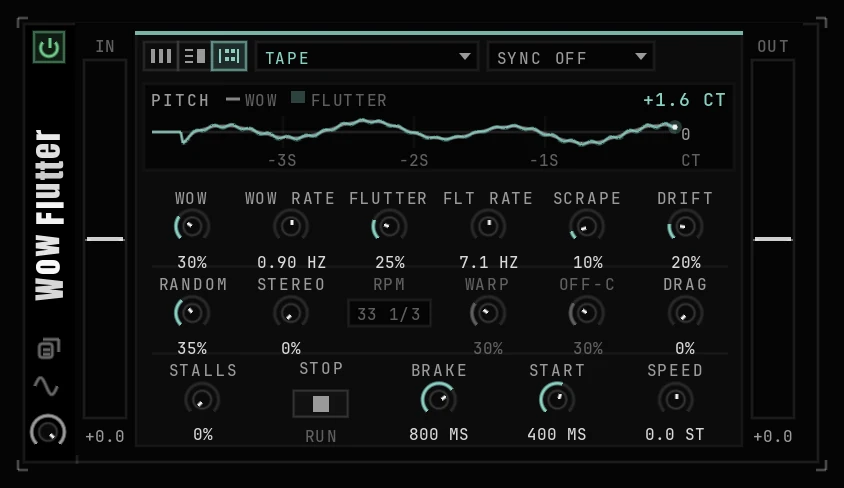 IN
TAPE
SYNC OFF
OUT
PITCH WOW FLUTTER +1.6 CT
0
-3S -2S -1S CT
Wow Flutter
WOW WOW RATE FLUTTER FLT RATE SCRAPE DRIFT
30% 0.90 HZ 25% 7.1 HZ 10% 20%
RANDOM STEREO RPM WARP OFF-C DRAG
33 1/3
35% 0% 30% 30% 0%
STALLS STOP BRAKE START SPEED
0% RUN 800 MS 400 MS 0.0 ST
+0.0 +0.0